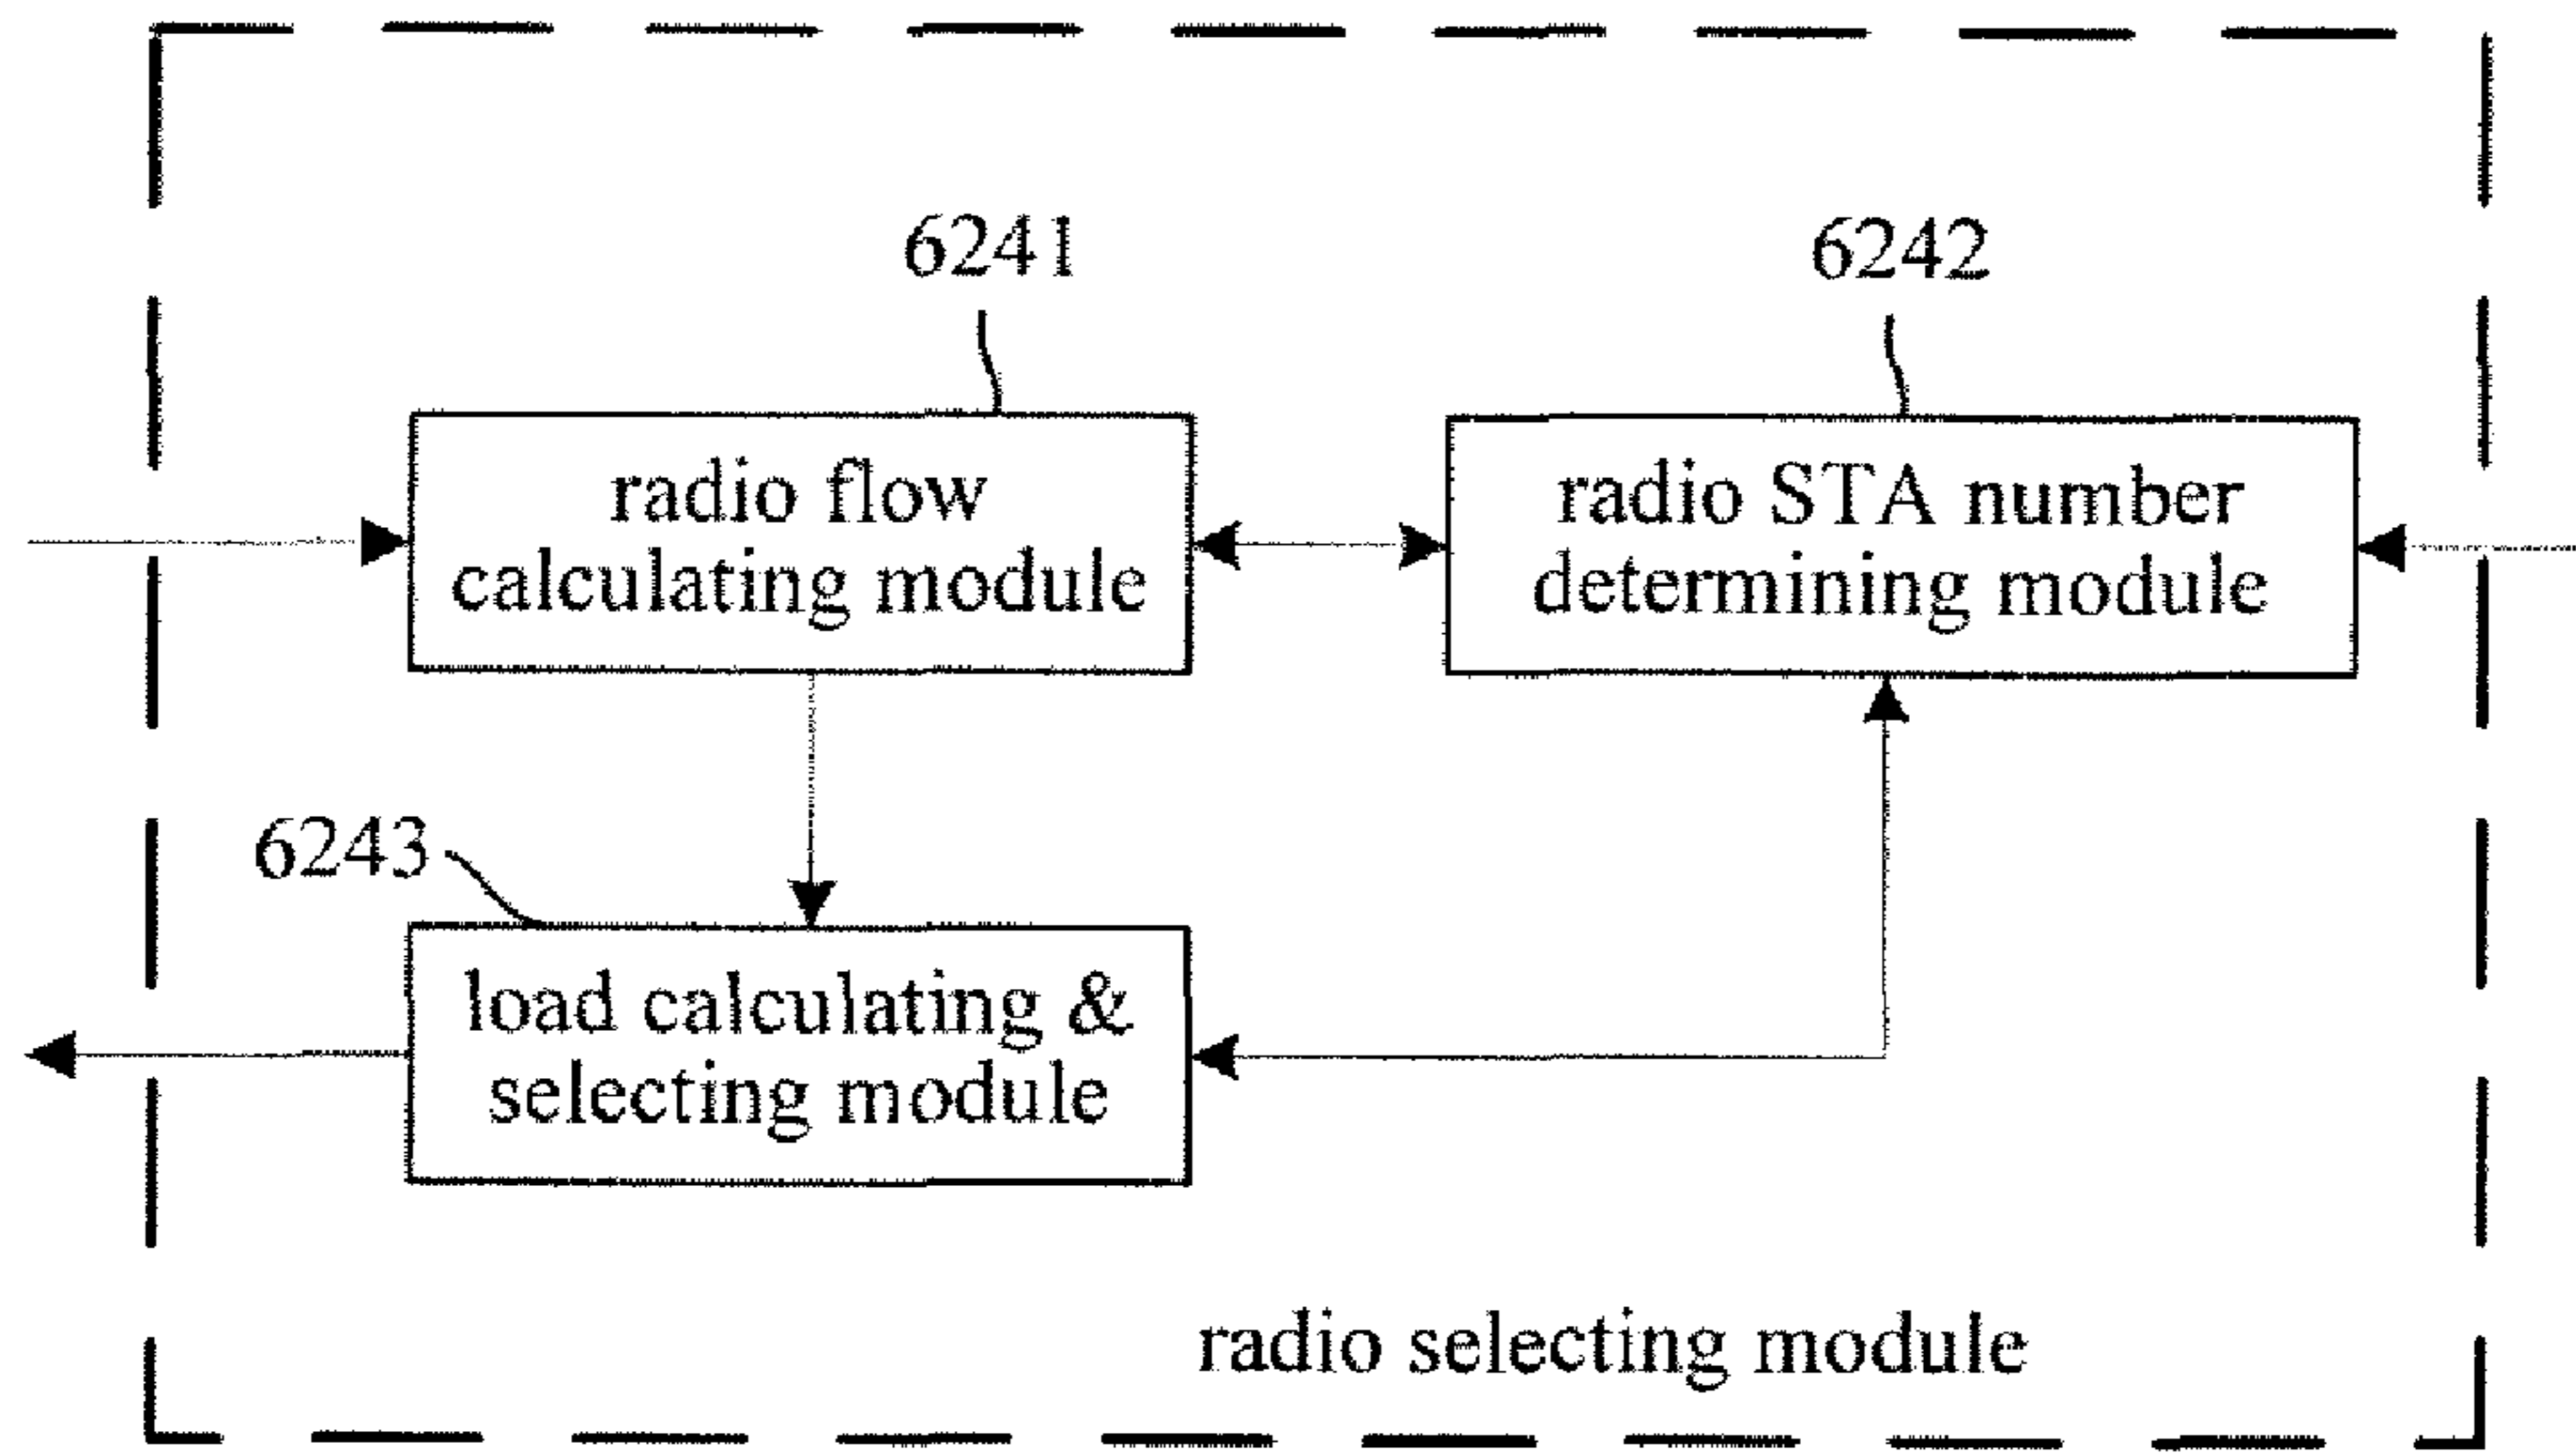 6241
6242
radio flow
calculating module
radio STA number
determining module
6243
load calculating &
selecting module
radio selecting module